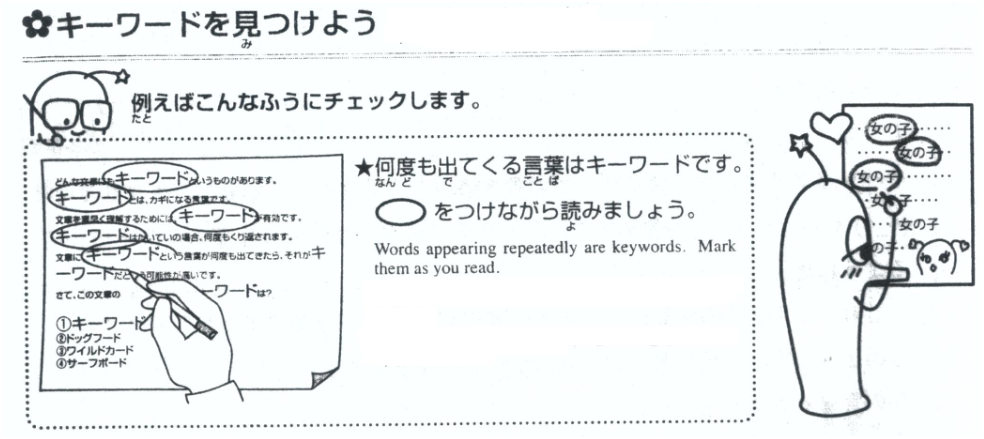 ✿キーワードを見つけよう
み
例えばこんなふうにチェックします。
たと
どんな文章にもキーワードというものがあります。
キーワードとは、カギになる言葉です。
文章を素早く理解するためにはキーワードが有効です。
キーワードはたいていの場合、何度もくり返されます。
文章にキーワードという言葉が何度も出てきたら、それがキ
ーワードだという可能性が高いです。
さて、この文章の ーワードは?
①キーワード
②ドッグフード
③ワイルドカード
④サーフボード
★何度も出てくる言葉はキーワードです。
なんど で ことば
をつけながら読みましょう。
よ
Words appearing repeatedly are keywords. Mark
them as you read.
……女の子……
……女の子
女の子……
女の子
女の子
の子